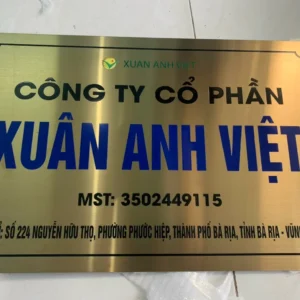 XUAN ANH VIET
CÔNG TY CỔ PHẦN
XUÂN ANH VIỆT
MST: 3502449115
: SỐ 224 NGUYỄN HỮU THỌ, PHƯỜNG PHƯỚC HIỆP, THÀNH PHỐ BÀ RỊA, TỈNH BÀ RỊA - VŨNG